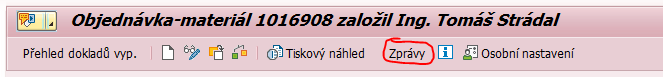 Objednávka-materiál 1016908 založil Ing. Tomáš Strádal
Přehled dokladů vyp. Tiskový náhled Zprávy Osobní nastavení